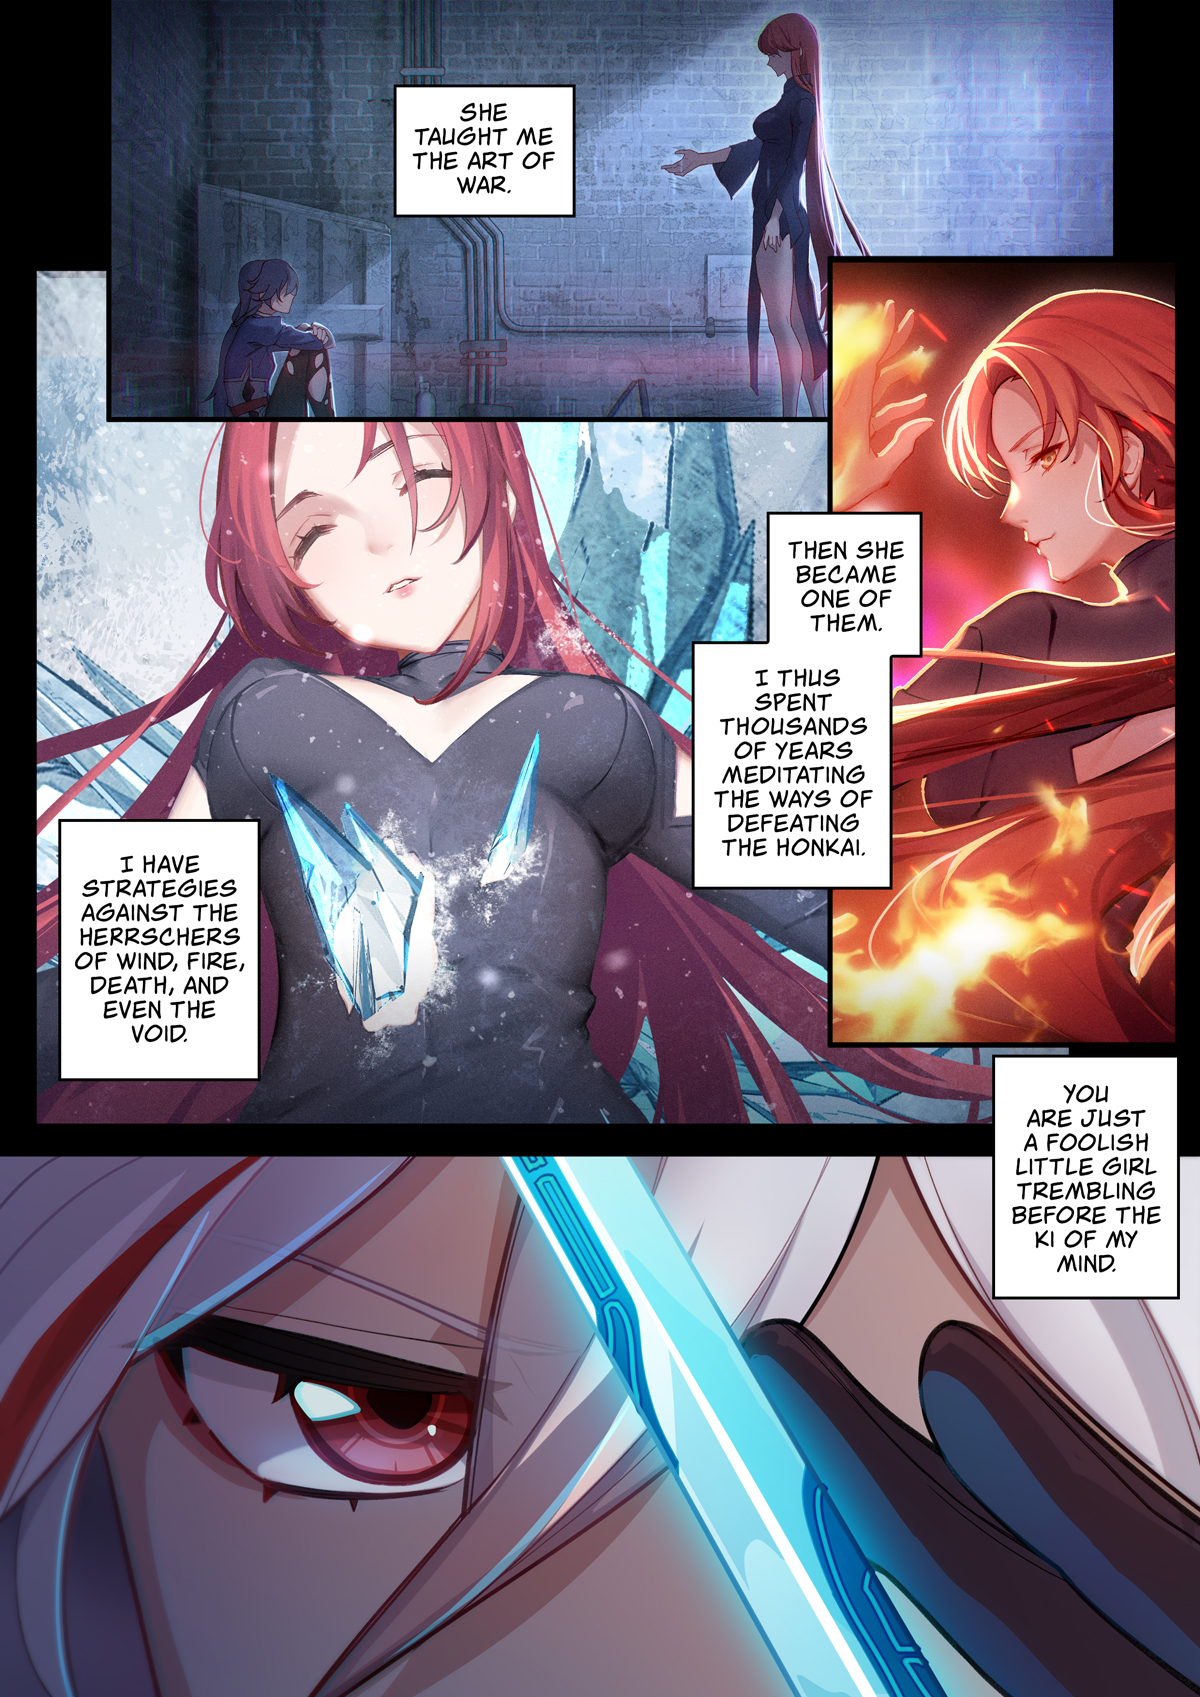 SHE
TAUGHT ME
THE ART OF
WAR.
THEN SHE
BECAME
ONE OF
THEM.
I THUS
SPENT
THOUSANDS
OF YEARS
MEDITATING
THE WAYS OF
DEFEATING
THE HONKAI.
I HAVE
STRATEGIES
AGAINST THE
HERRSCHERS
OF WIND, FIRE,
DEATH, AND
EVEN THE
VOID.
YOU
ARE JUST
A FOOLISH
LITTLE GIRL
TREMBLING
BEFORE THE
KI OF MY
MIND.